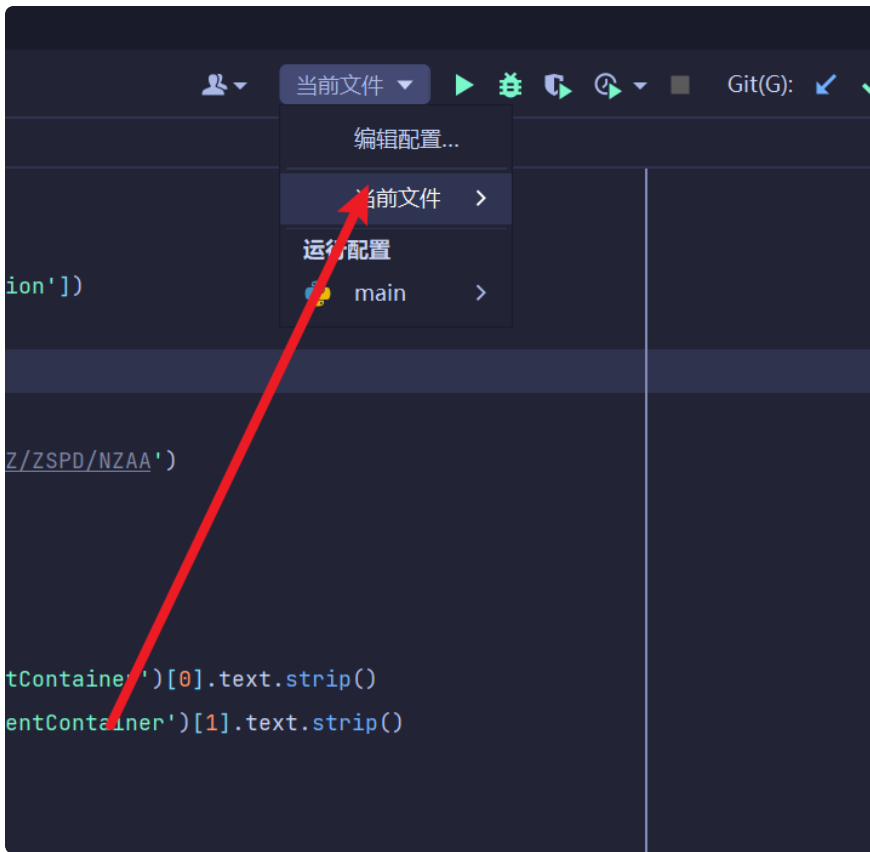 当前文件
Git(G):
编辑配置...
当前文件
运行配置
ion'])
main
Z/ZSPD/NZAA')
tContainer')[0].text.strip()
entContainer')[1].text.strip()